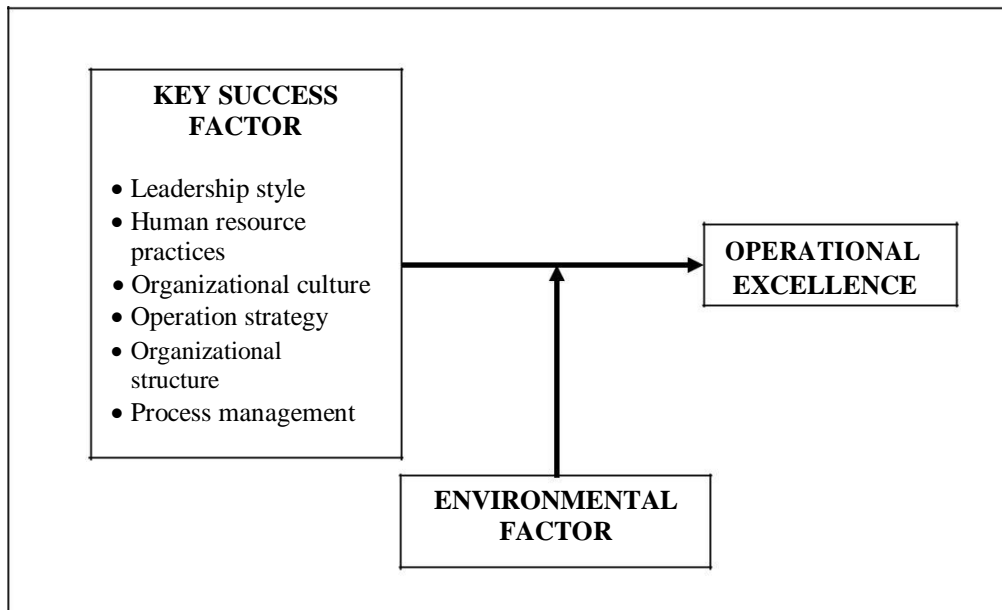 KEY SUCCESS
FACTOR
• Leadership style
• Human resource
practices
• Organizational culture
• Operation strategy
• Organizational
structure
• Process management
OPERATIONAL
EXCELLENCE
ENVIRONMENTAL
FACTOR